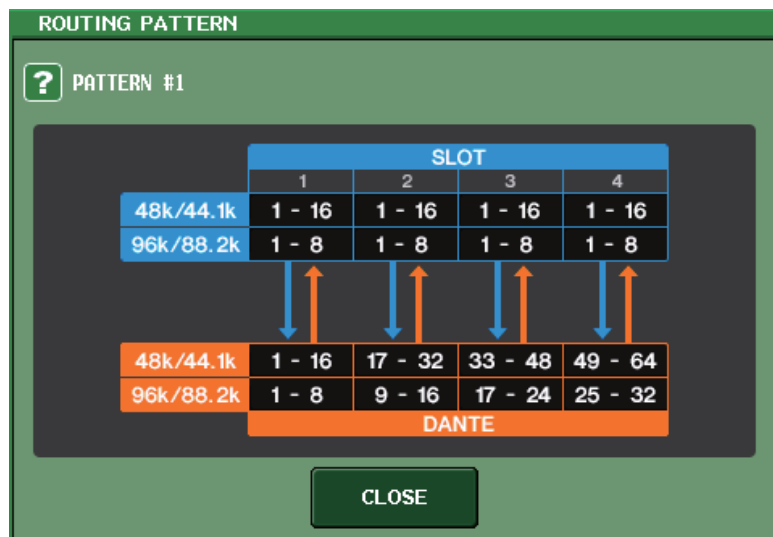 ROUTING PATTERN
? PATTERN #1
SLOT
1 2 3 4
48k/44.1k 1 - 16 1 - 16 1 - 16 1 - 16
96k/88.2k 1 - 8 1 - 8 1 - 8 1 - 8
48k/44.1k 1 - 16 17 - 32 33 - 48 49 - 64
96k/88.2k 1 - 8 9 - 16 17 - 24 25 - 32
DANTE
CLOSE